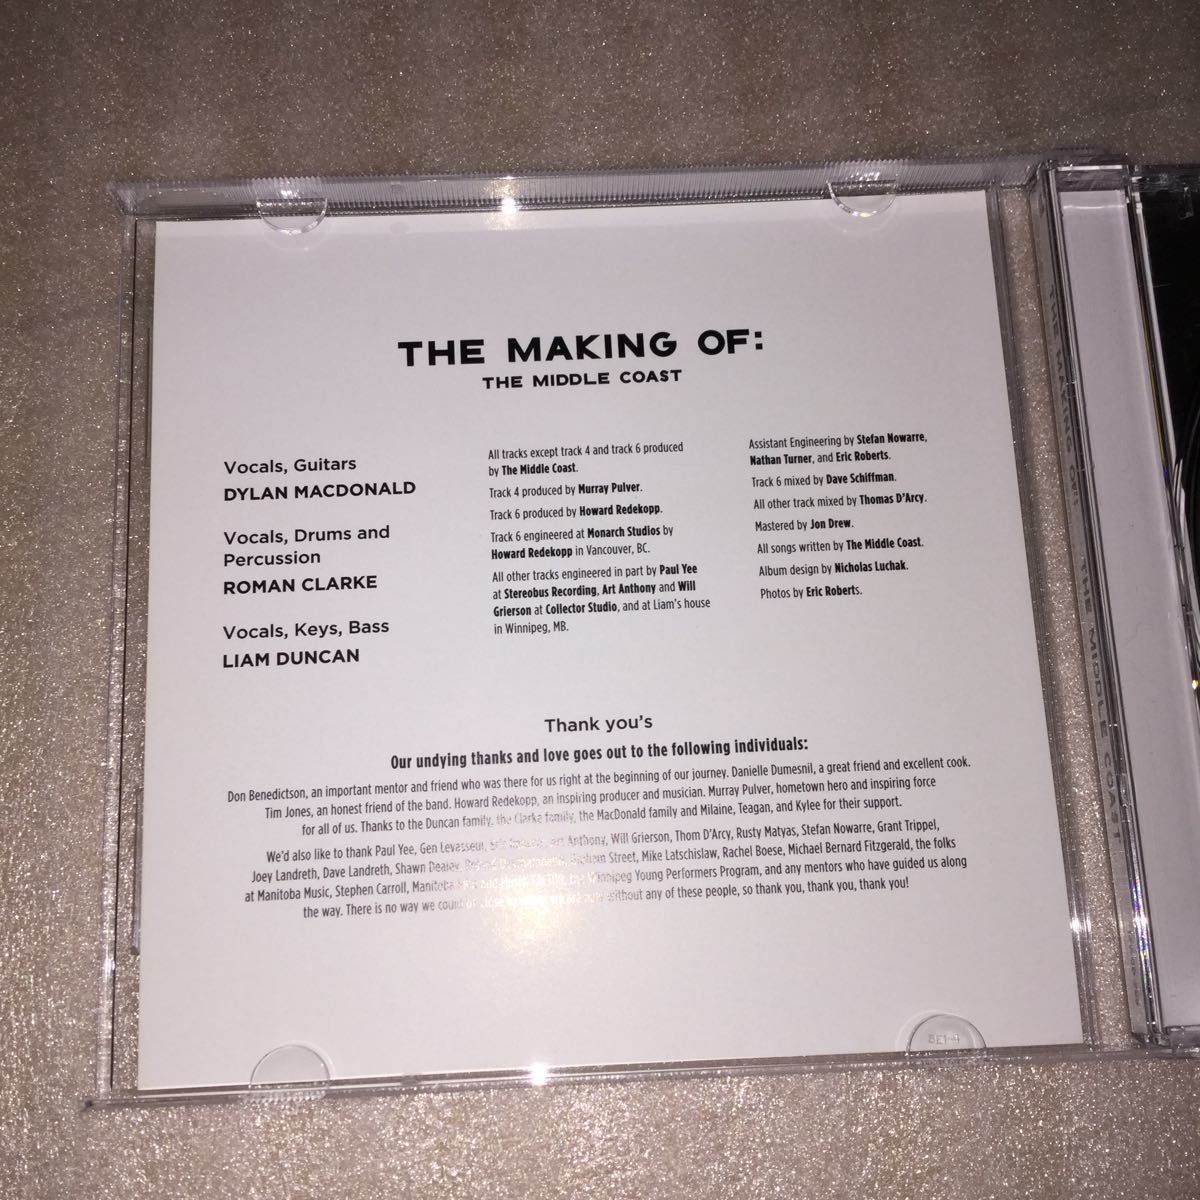 THE MAKING OF:
THE MIDDLE COAST
Vocals, Guitars
DYLAN MACDONALD
Vocals, Drums and
Percussion
ROMAN CLARKE
Vocals, Keys, Bass
LIAM DUNCAN
All tracks except track 4 and track 6 produced
by The Middle Coast.
Track 4 produced by Murray Pulver.
Track 6 produced by Howard Redekopp.
Track 6 engineered at Monarch Studios by
Howard Redekopp in Vancouver, BC.
All other tracks engineered in part by Paul Yee
at Stereobus Recording, Art Anthony and Will
Grierson at Collector Studio, and at Liam's house
in Winnipeg, MB.
Assistant Engineering by Stefan Nowarre,
Nathan Turner, and Eric Roberts.
Track 6 mixed by Dave Schiffman.
All other track mixed by Thomas D'Arcy.
Mastered by Jon Drew.
All songs written by The Middle Coast.
Album design by Nicholas Luchak.
Photos by Eric Roberts.
Thank you's
Our undying thanks and love goes out to the following individuals:
Don Benedictson, an important mentor and friend who was there for us right at the beginning of our journey. Danielle Dumesnil, a great friend and excellent cook.
Tim Jones, an honest friend of the band. Howard Redekopp, an inspiring producer and musician. Murray Pulver, hometown hero and inspiring force
for all of us. Thanks to the Duncan family, the Clarke family, the MacDonald family and Milaine, Teagan, and Kylee for their support.
We'd also like to thank Paul Yee, Gen Levasseur, Art Anthony, Will Grierson, Thom D'Arcy, Rusty Matyas, Stefan Nowarre, Grant Trippel,
Joey Landreth, Dave Landreth, Shawn Street, Mike Latschislaw, Rachel Boese, Michael Bernard Fitzgerald, the folks
at Manitoba Music, Stephen Carroll, Manitoba Winnipeg Young Performers Program, and any mentors who have guided us along
the way. There is no way we could without any of these people, so thank you, thank you, thank you!
THE MAKING OF: THE MIDDLE COAST